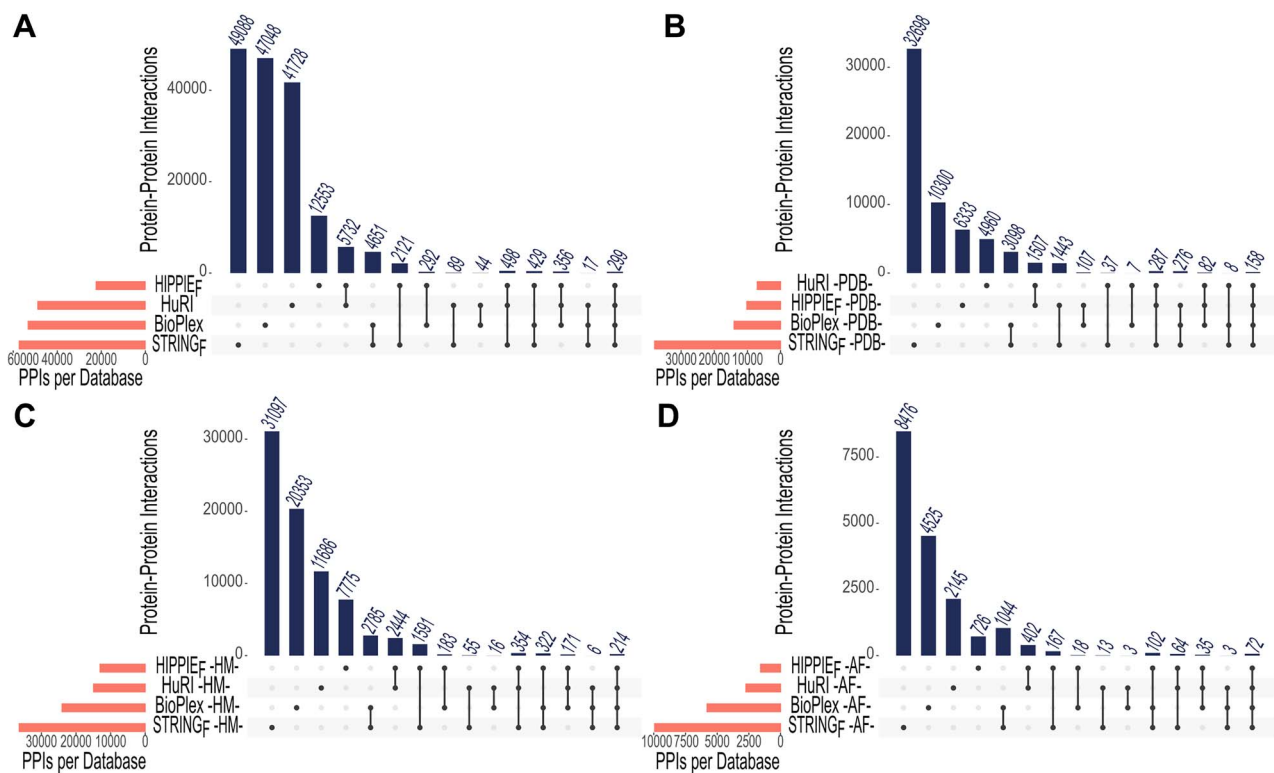 A
Protein-Protein Interactions
40000
20000
0
49088 47048 41728 12553 5732 4651 2121 292 89 44 498 429 356 17 299
HIPPIEF
HuRI
BioPlex
STRINGF
60000 40000 20000 0
PPIs per Database
B
Protein-Protein Interactions
30000
20000
10000
0
32698 10300 6333 4960 3098 1507 1443 107 37 7 287 276 82 8 158
HuRI -PDB-
HIPPIEF -PDB-
BioPlex -PDB-
STRINGF -PDB-
30000 20000 10000 0
PPIs per Database
C
Protein-Protein Interactions
30000
20000
10000
0
31097 20353 11686 7775 2785 2444 1591 183 55 16 354 322 171 6 214
HIPPIEF -HM-
HuRI -HM-
BioPlex -HM-
STRINGF -HM-
30000 20000 10000 0
PPIs per Database
D
Protein-Protein Interactions
7500
5000
2500
0
8476 4525 2145 726 1044 402 167 18 13 3 102 64 35 3 72
HIPPIEF -AF-
HuRI -AF-
BioPlex -AF-
STRINGF -AF-
10000 7500 5000 2500 0
PPIs per Database